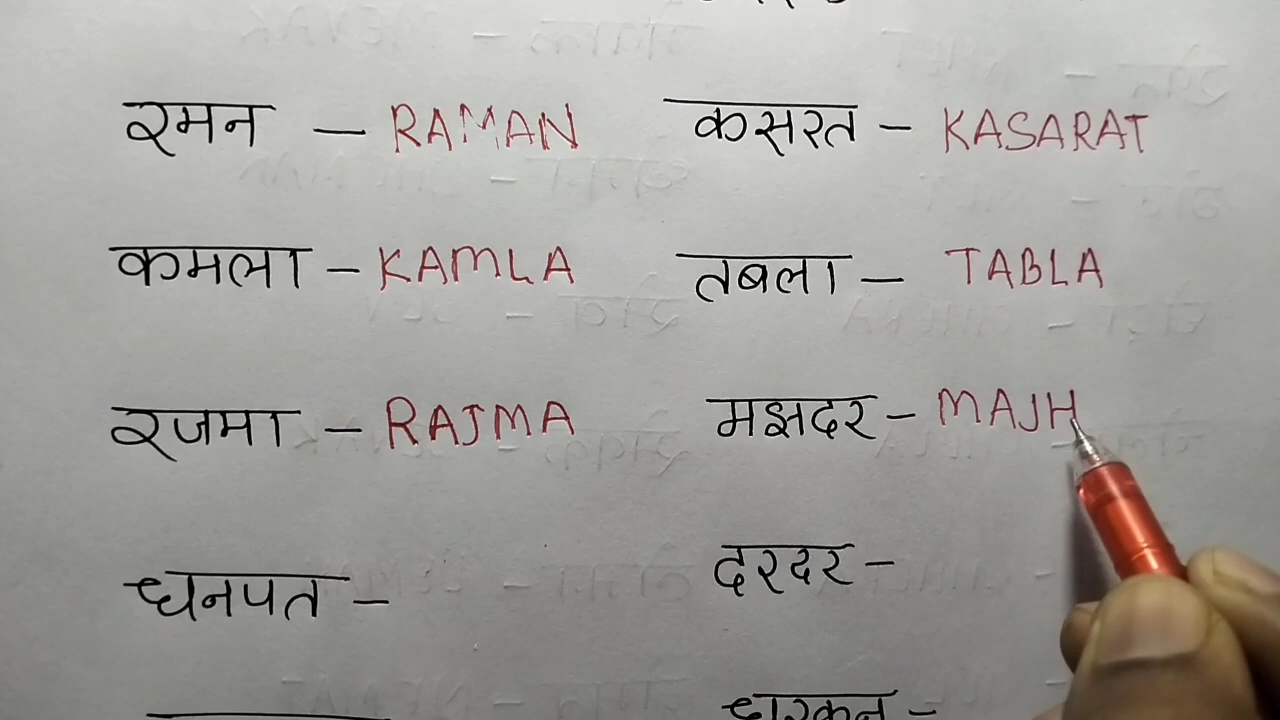 रमन — RAMAN कसरत — KASARAT
कमला — KAMLA तबला — TABLA
रजमा — RAJMA मझदर — MAJH
धनपत — दरदर —